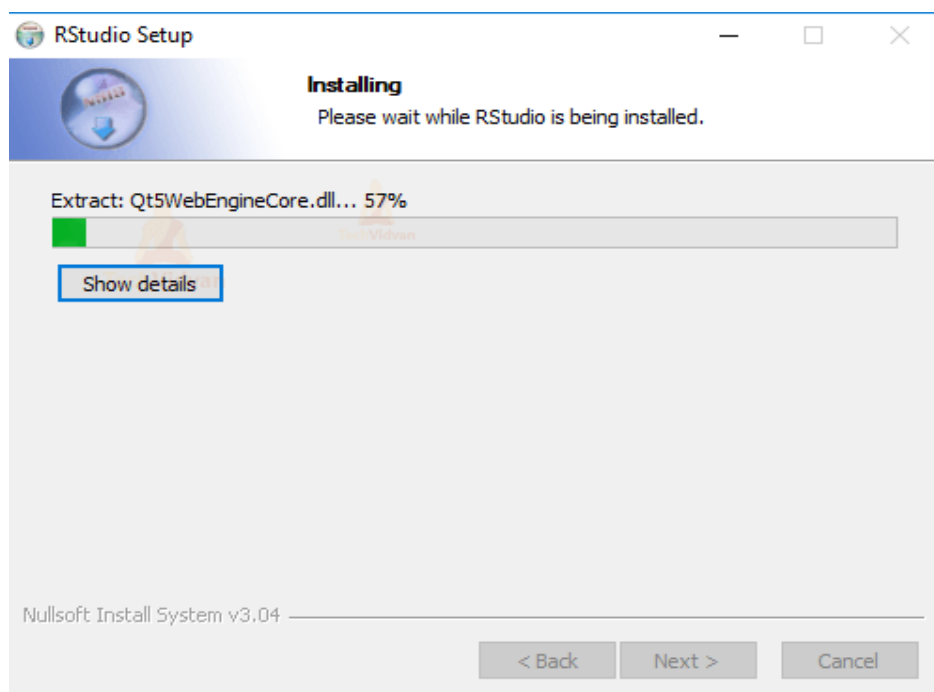 RStudio Setup
Installing
Please wait while RStudio is being installed.
Extract: Qt5WebEngineCore.dll... 57%
TechVidvan
Show details
Nullsoft Install System v3.04
< Back
Next >
Cancel